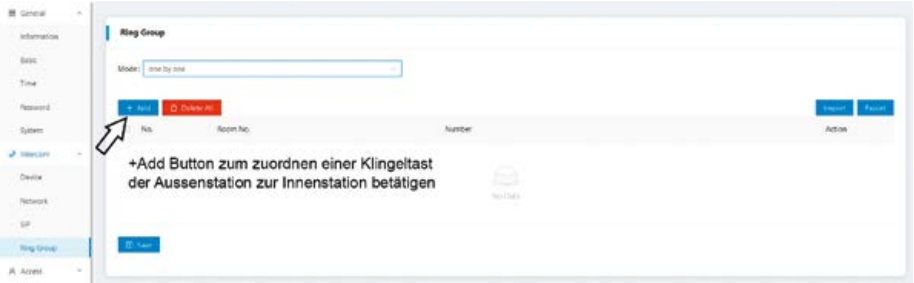 General
Information
Basic
Time
Password
System
Intercom
Device
Network
SIP
Ring Group
Access
Ring Group
Mode: one by one
+ Add Delete All Import Export
No. Room No. Number Action
+Add Button zum zuordnen einer Klingeltast
der Aussenstation zur Innenstation betätigen
No Data
Save